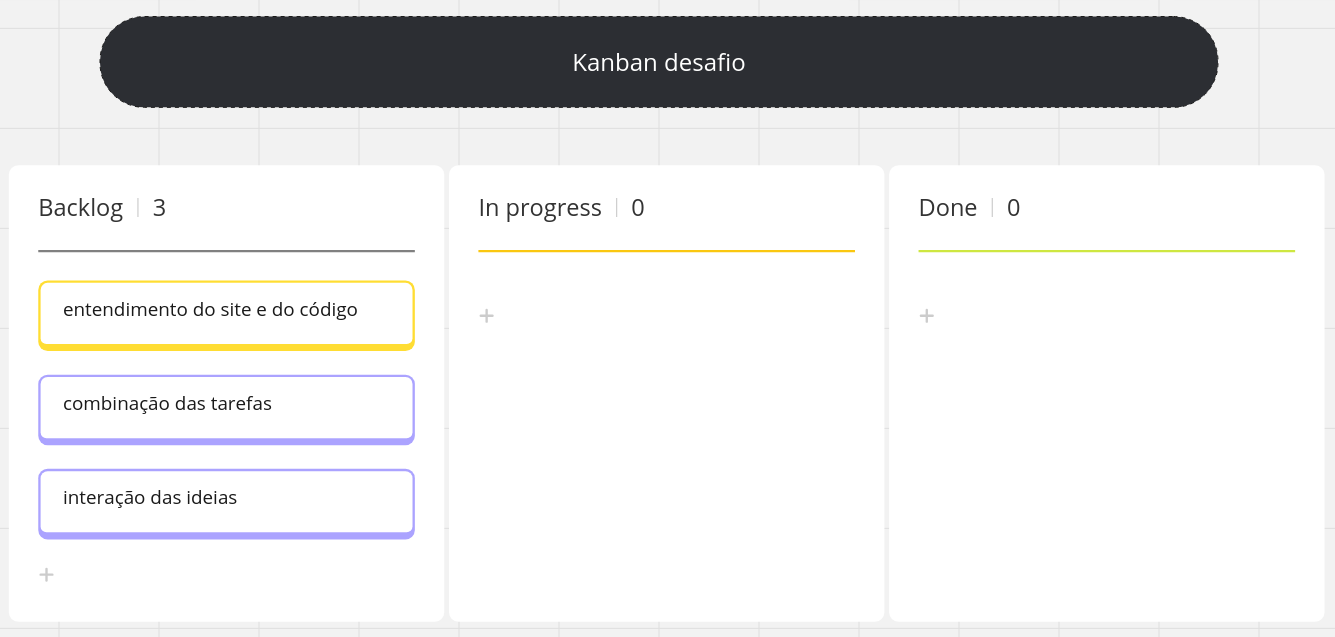 Kanban desafio
Backlog | 3
In progress | 0
Done | 0
entendimento do site e do código
combinação das tarefas
interação das ideias